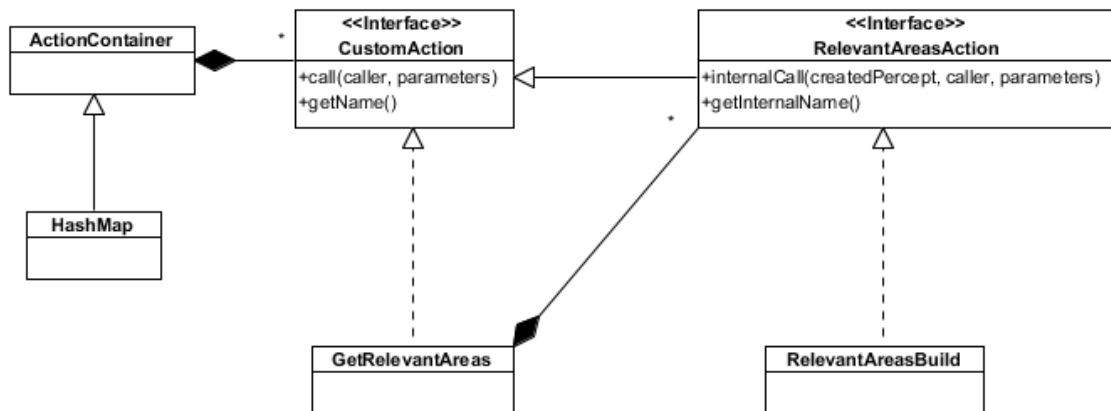 ActionContainer
*
<<Interface>>
CustomAction
+call(caller, parameters)
+getName()
<<Interface>>
RelevantAreasAction
+internalCall(createdPercept, caller, parameters)
+getInternalName()
*
HashMap
GetRelevantAreas
RelevantAreasBuild